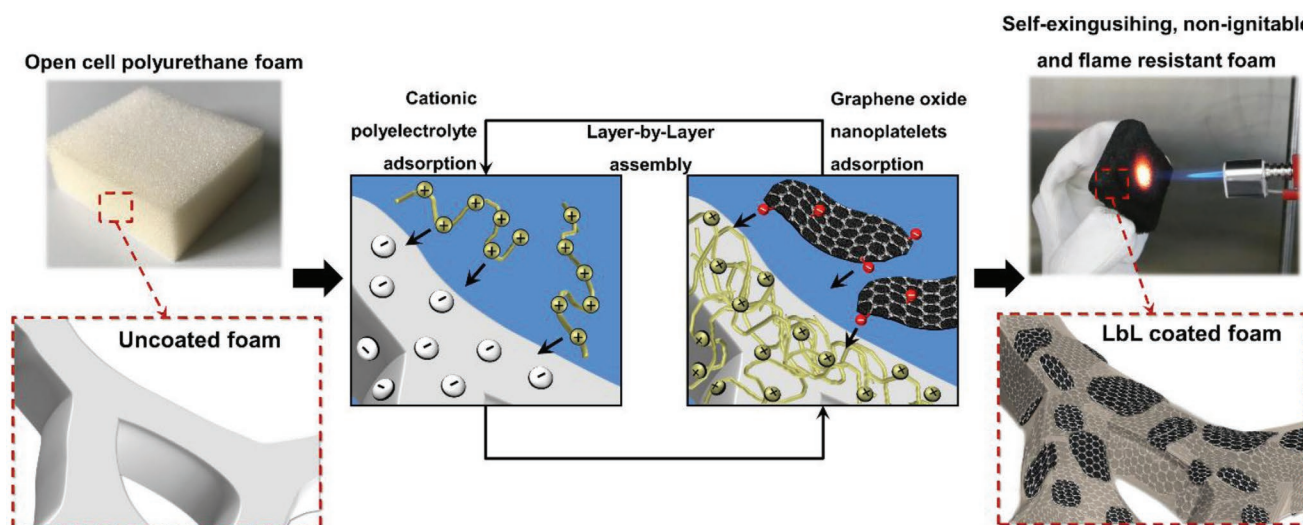 Open cell polyurethane foam
Uncoated foam
Cationic
polyelectrolyte
adsorption
Layer-by-Layer
assembly
Graphene oxide
nanoplatelets
adsorption
Self-exingusihing, non-ignitable
and flame resistant foam
LbL coated foam